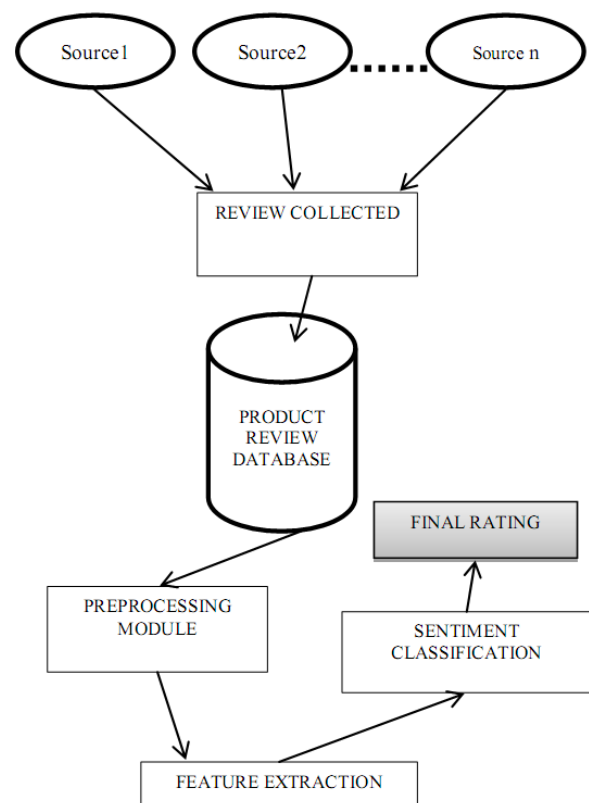 Source1
Source2
Source n
REVIEW COLLECTED
PRODUCT
REVIEW
DATABASE
FINAL RATING
PREPROCESSING
MODULE
SENTIMENT
CLASSIFICATION
FEATURE EXTRACTION